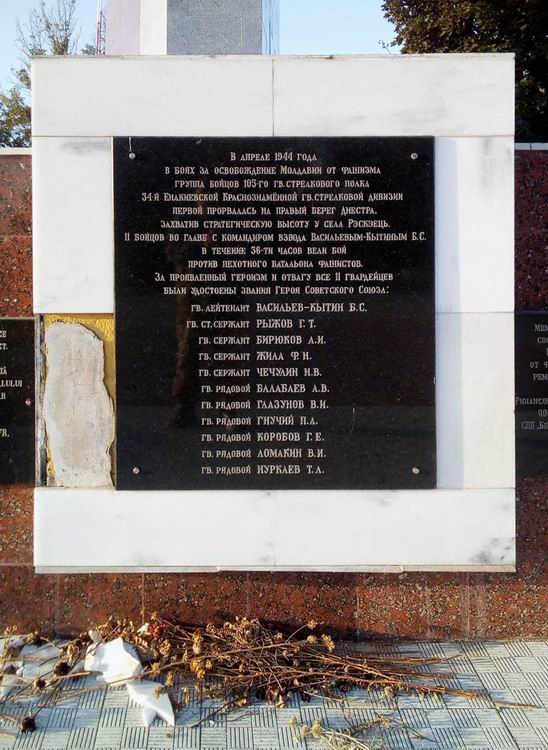 В АПРЕЛЕ 1944 ГОДА
В БОЯХ ЗА ОСВОБОЖДЕНИЕ МОЛДАВИИ ОТ ФАШИЗМА
ГРУППА БОЙЦОВ 103-ГО ГВ.СТРЕЛКОВОГО ПОЛКА
34-Й ЕНАКИЕВСКОЙ КРАСНОЗНАМЁННОЙ ГВ.СТРЕЛКОВОЙ ДИВИЗИИ
ПЕРВОЙ ПРОРВАЛАСЬ НА ПРАВЫЙ БЕРЕГ ДНЕСТРА,
ЗАХВАТИВ СТРАТЕГИЧЕСКУЮ ВЫСОТУ У СЕЛА РЭСКЭЕЦЬ.
11 БОЙЦОВ ВО ГЛАВЕ С КОМАНДИРОМ ВЗВОДА ВАСИЛЬЕВЫМ-КЫТИНЫМ Б.С.
В ТЕЧЕНИЕ 36-ТИ ЧАСОВ ВЕЛИ БОЙ
ПРОТИВ ПЕХОТНОГО БАТАЛЬОНА ФАШИСТОВ.
ЗА ПРОЯВЛЕННЫЙ ГЕРОИЗМ И ОТВАГУ ВСЕ 11 ГВАРДЕЙЦЕВ
БЫЛИ УДОСТОЕНЫ ЗВАНИЯ ГЕРОЯ СОВЕТСКОГО СОЮЗА:
ГВ. ЛЕЙТЕНАНТ ВАСИЛЬЕВ-КЫТИН Б.С.
ГВ. СТ. СЕРЖАНТ РЫЖОВ Г.Т.
ГВ. СЕРЖАНТ БИРЮКОВ А.И.
ГВ. СЕРЖАНТ ЖИЛА Ф.Н.
ГВ. СЕРЖАНТ ЧЕЧУЛИН И.В.
ГВ. РЯДОВОЙ БАЛАБАЕВ А.В.
ГВ. РЯДОВОЙ ГЛАЗУНОВ В.И.
ГВ. РЯДОВОЙ ГНУЧИЙ П.А.
ГВ. РЯДОВОЙ КОРОБОВ Г.Е.
ГВ. РЯДОВОЙ ЛОМАКИН В.И.
ГВ. РЯДОВОЙ НУРКАЕВ Т.А.